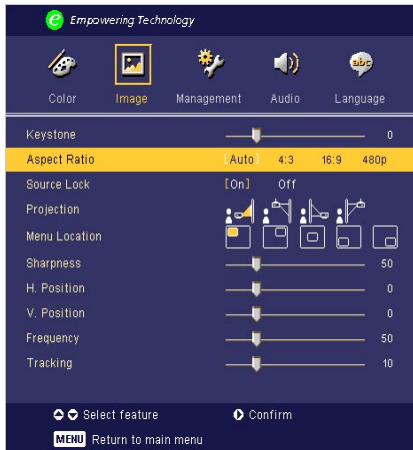 e Empowering Technology
abc
Color Image Management Audio Language
Keystone 0
Aspect Ratio [Auto] 4:3 16:9 480p
Source Lock [On] Off
Projection
Menu Location
Sharpness 50
H. Position 0
V. Position 0
Frequency 50
Tracking 10
Select feature Confirm
MENU Return to main menu